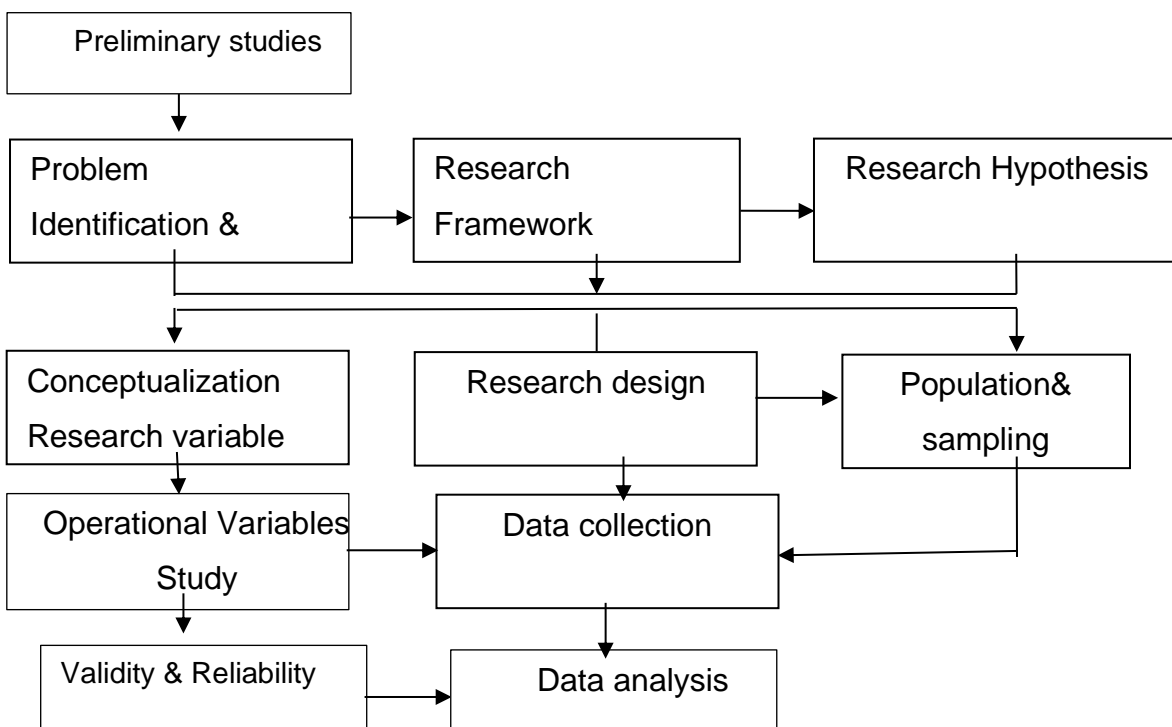 Preliminary studies
Problem
Identification &
Research
Framework
Research Hypothesis
Conceptualization
Research variable
Research design
Population&
sampling
Operational Variables
Study
Data collection
Validity & Reliability
Data analysis